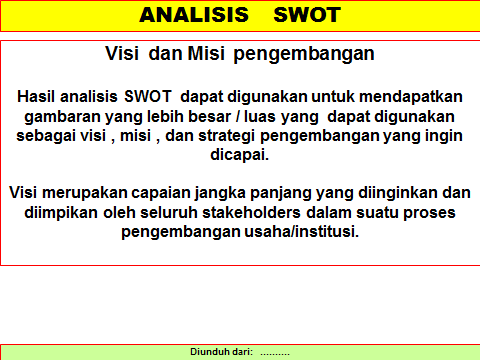 ANALISIS SWOT
Visi dan Misi pengembangan
Hasil analisis SWOT dapat digunakan untuk mendapatkan
gambaran yang lebih besar / luas yang dapat digunakan
sebagai visi , misi , dan strategi pengembangan yang ingin
dicapai.
Visi merupakan capaian jangka panjang yang diinginkan dan
diimpikan oleh seluruh stakeholders dalam suatu proses
pengembangan usaha/institusi.
Diunduh dari: ..........